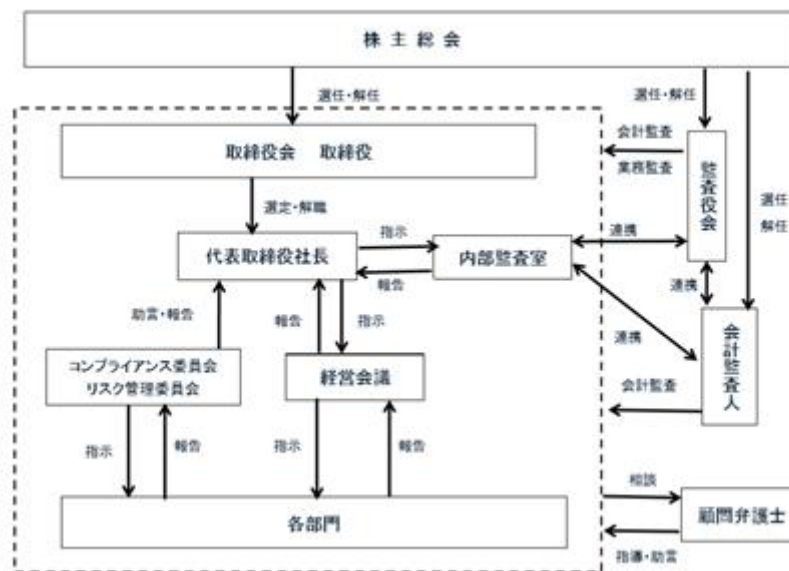 株主総会
選任・解任
選任・解任
取締役会 取締役
会計監査
業務監査
監査役会
選任
解任
選定・解職
代表取締役社長
指示
報告
内部監査室
連携
連携
連携
助言・報告
報告
指示
コンプライアンス委員会
リスク管理委員会
経営会議
会計監査人
会計監査
指示
報告
指示
報告
各部門
相談
顧問弁護士
指導・助言